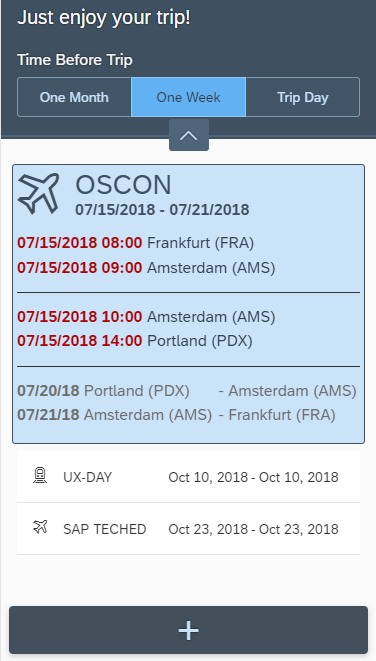 Just enjoy your trip!
Time Before Trip
One Month One Week Trip Day
OSCON
07/15/2018 - 07/21/2018
07/15/2018 08:00 Frankfurt (FRA)
07/15/2018 09:00 Amsterdam (AMS)
07/15/2018 10:00 Amsterdam (AMS)
07/15/2018 14:00 Portland (PDX)
07/20/18 Portland (PDX) - Amsterdam (AMS)
07/21/18 Amsterdam (AMS) - Frankfurt (FRA)
UX-DAY Oct 10, 2018 - Oct 10, 2018
SAP TECHED Oct 23, 2018 - Oct 23, 2018
+